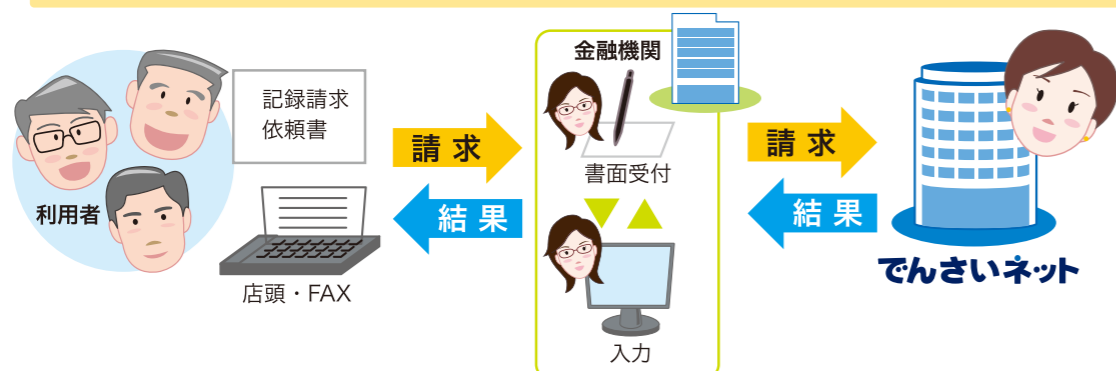 記録請求
依頼書
利用者
店頭・FAX
請求
結果
金融機関
書面受付
入力
請求
結果
でんさいネット